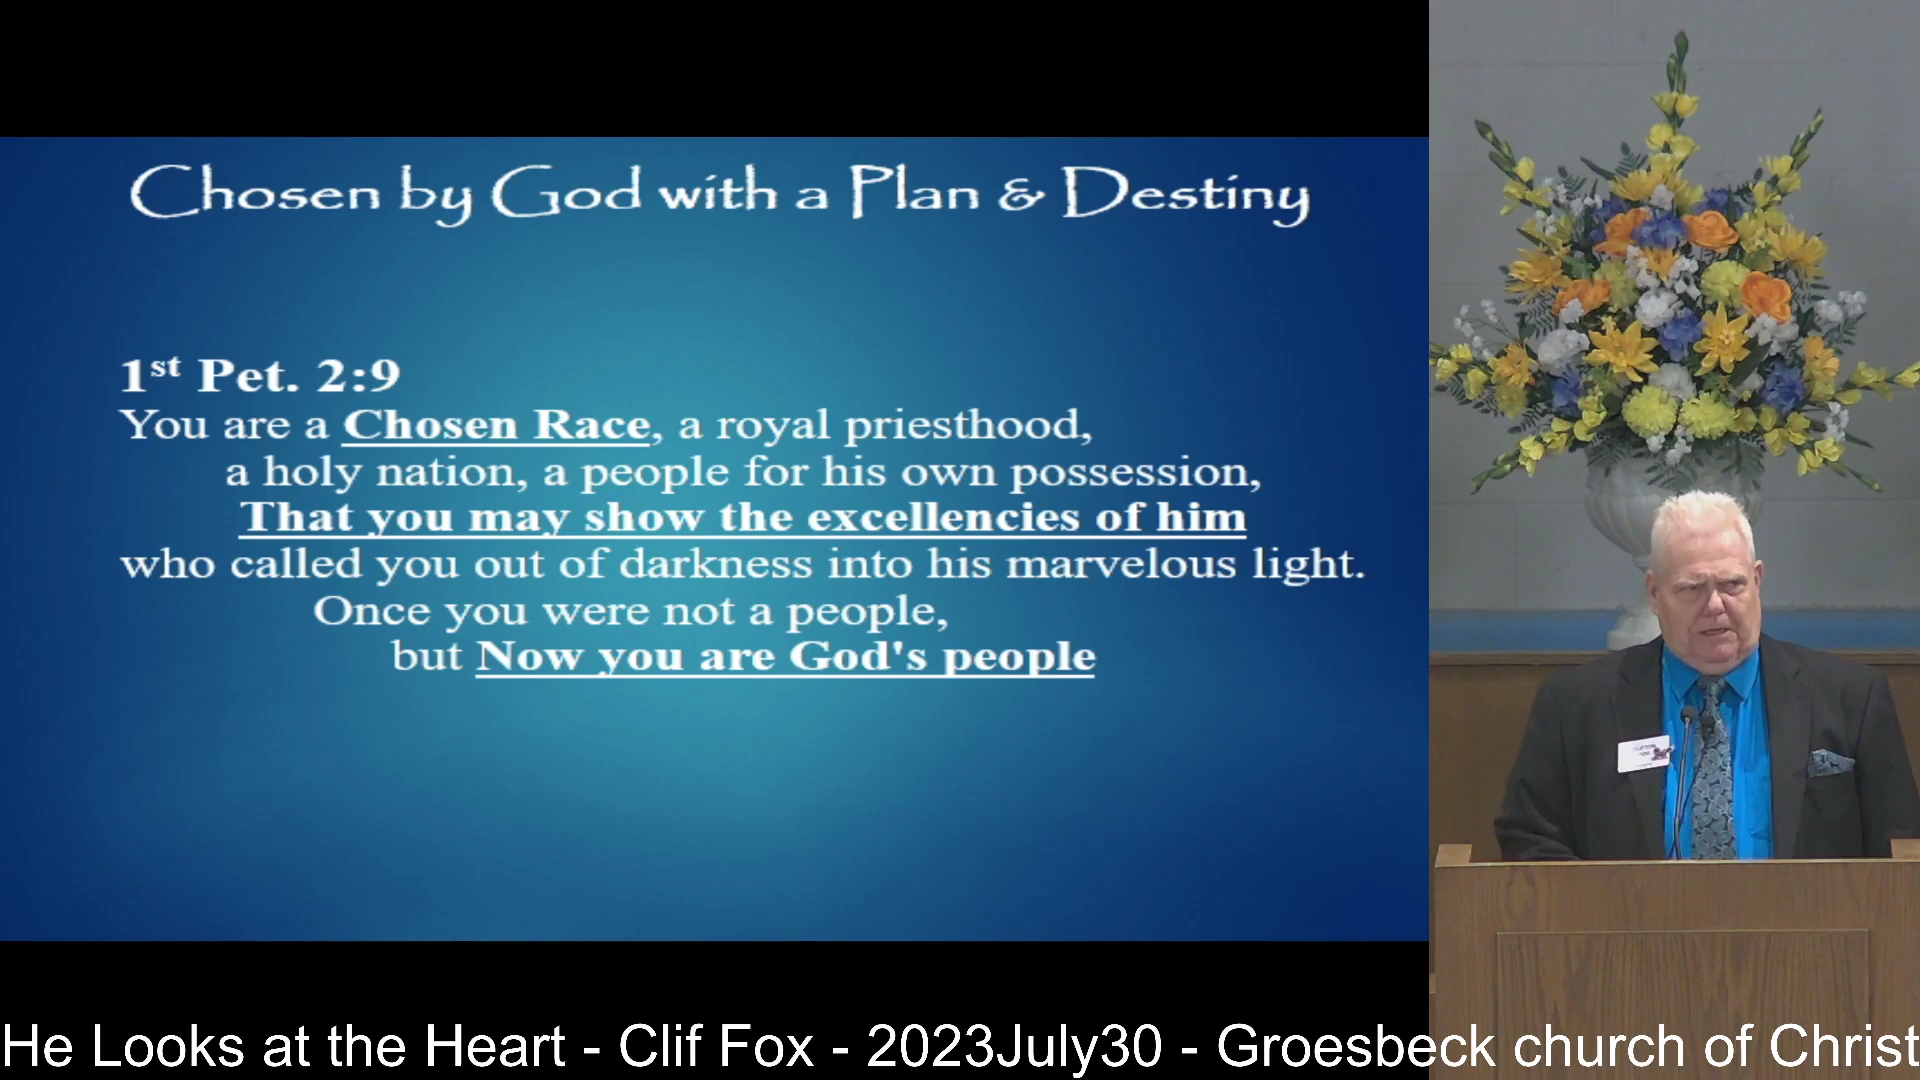 Chosen by God with a Plan & Destiny
1st Pet. 2:9
You are a Chosen Race, a royal priesthood,
a holy nation, a people for his own possession,
That you may show the excellencies of him
who called you out of darkness into his marvelous light.
Once you were not a people,
but Now you are God's people
He Looks at the Heart - Clif Fox - 2023July30 - Groesbeck church of Christ